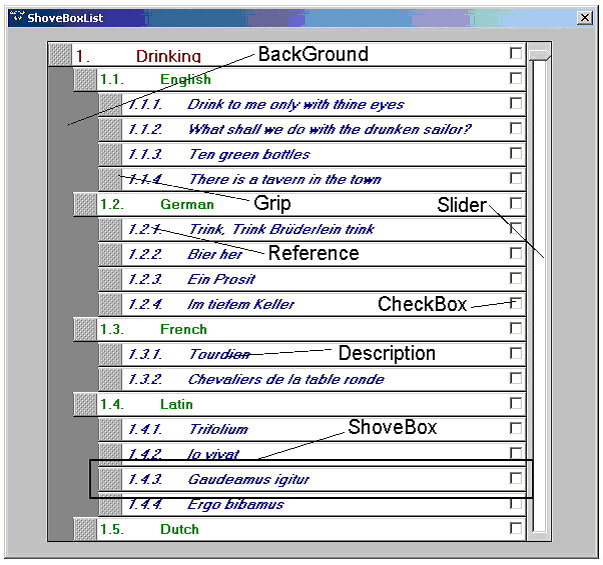 ShoveBoxList
1. Drinking BackGround
1.1. English
1.1.1. Drink to me only with thine eyes
1.1.2. What shall we do with the drunken sailor?
1.1.3. Ten green bottles
1.1.4. There is a tavern in the town
1.2. German Grip Slider
1.2.1. Trink, Trink Brüderlein trink
1.2.2. Bier her Reference
1.2.3. Ein Prosit
1.2.4. Im tiefem Keller CheckBox
1.3. French
1.3.1. Tourdion Description
1.3.2. Chevaliers de la table ronde
1.4. Latin
1.4.1. Trifolium ShoveBox
1.4.2. Io vivat
1.4.3. Gaudeamus igitur
1.4.4. Ergo bibamus
1.5. Dutch